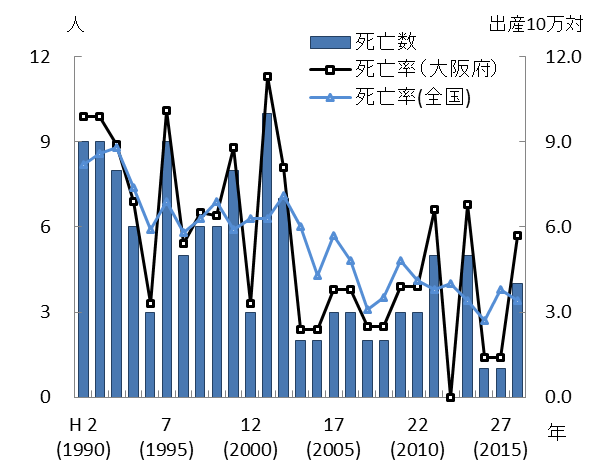 人
出産10万対
死亡数
死亡率(大阪府)
死亡率(全国)
12
9
6
3
0
12.0
9.0
6.0
3.0
0.0
H 2 7 12 17 22 27 年
(1990) (1995) (2000) (2005) (2010) (2015)